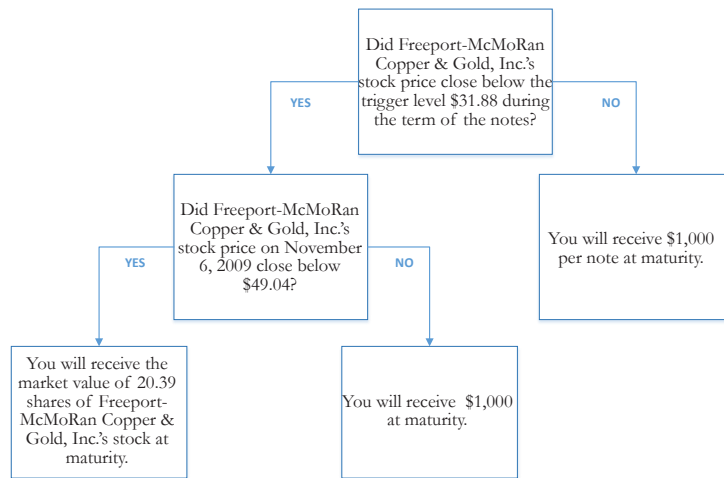 Did Freeport-McMoRan
Copper & Gold, Inc.'s
stock price close below the
trigger level $31.88 during
the term of the notes?
YES
NO
Did Freeport-McMoRan
Copper & Gold, Inc.'s
stock price on November
6, 2009 close below
$49.04?
You will receive $1,000
per note at maturity.
YES
NO
You will receive the
market value of 20.39
shares of Freeport-
McMoRan Copper &
Gold, Inc.'s stock at
maturity.
You will receive $1,000
at maturity.